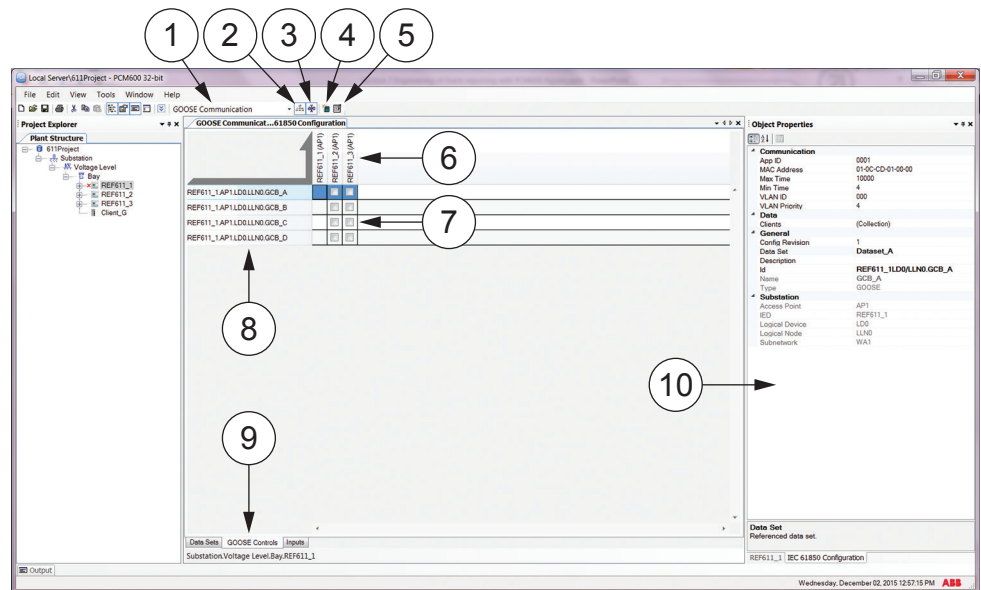 1
2
3
4
5
Local Server\611Project - PCM600 32-bit
File Edit View Tools Window Help
GOOSE Communication
Project Explorer
Plant Structure
611Project
Substation
Voltage Level
Bay
REF611_1
REF611_2
REF611_3
Client_G
GOOSE Communicat...61850 Configuration
REF611_1 (AP1)
REF611_2 (AP1)
REF611_3 (AP1)
6
REF611_1.AP1.LD0.LLN0.GCB_A
REF611_1.AP1.LD0.LLN0.GCB_B
REF611_1.AP1.LD0.LLN0.GCB_C
REF611_1.AP1.LD0.LLN0.GCB_D
7
8
9
Data Sets GOOSE Controls Inputs
Substation.Voltage Level.Bay.REF611_1
Object Properties
Communication
App ID 0001
MAC Address 01-0C-CD-01-00-00
Max Time 10000
Min Time 4
VLAN ID 000
VLAN Priority 4
Data
Clients (Collection)
General
Config Revision 1
Data Set Dataset_A
Description
Id REF611_1LD0/LLN0.GCB_A
Name GCB_A
Type GOOSE
Substation
Access Point AP1
IED REF611_1
Logical Device LD0
Logical Node LLN0
Subnetwork WA1
10
Data Set
Referenced data set.
REF611_1 IEC 61850 Configuration
Output
Wednesday, December 02, 2015 12:57:15 PM ABB